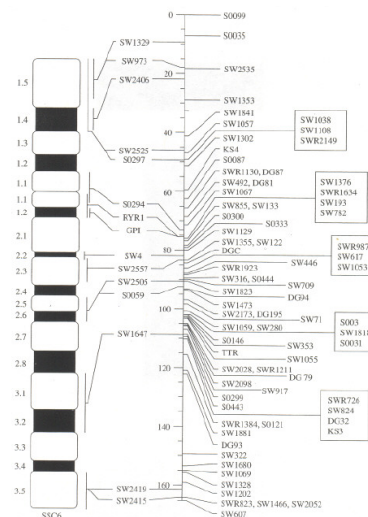 0
S0099
S0035
SW1329
SW973
SW2535
20
SW2406
1.5
SW1353
SW1841
1.4
SW1057
40
SW1038
SW1108
SWR2149
SW1302
1.3
SW2525
KS4
S0297
S0087
1.2
SWR1130, DG87
SW492, DG81
SW1376
SWR1634
SW193
SW782
1.1
60
SW1067
1.1
S0294
SW855, SW133
RYR1
S0300
1.2
S0333
GPI
SW1129
2.1
SW1355, SW122
SWR987
SW617
SW1053
80
DGC
2.2
SW4
SW446
2.3
SW2557
SWR1923
SW316, S0444
SW2505
SW709
2.4
S0059
SW1823
DG94
2.5
SW1473
100
2.6
SW2173, DG195
SW71
S003
SW1818
S0031
SW1059, SW280
2.7
SW1647
S0146
SW353
TTR
SW1055
2.8
SW2028, SWR1211
120
DG79
SW2098
SW917
3.1
S0299
SWR726
SW824
DG32
KS3
S0443
3.2
SWR1384, S0121
140
SW1881
3.3
DG93
SW322
3.4
SW1680
SW1069
SW1328
160
3.5
SW2419
SW1202
SW2415
SWR823, SW1466, SW2052
SW607
SSC6